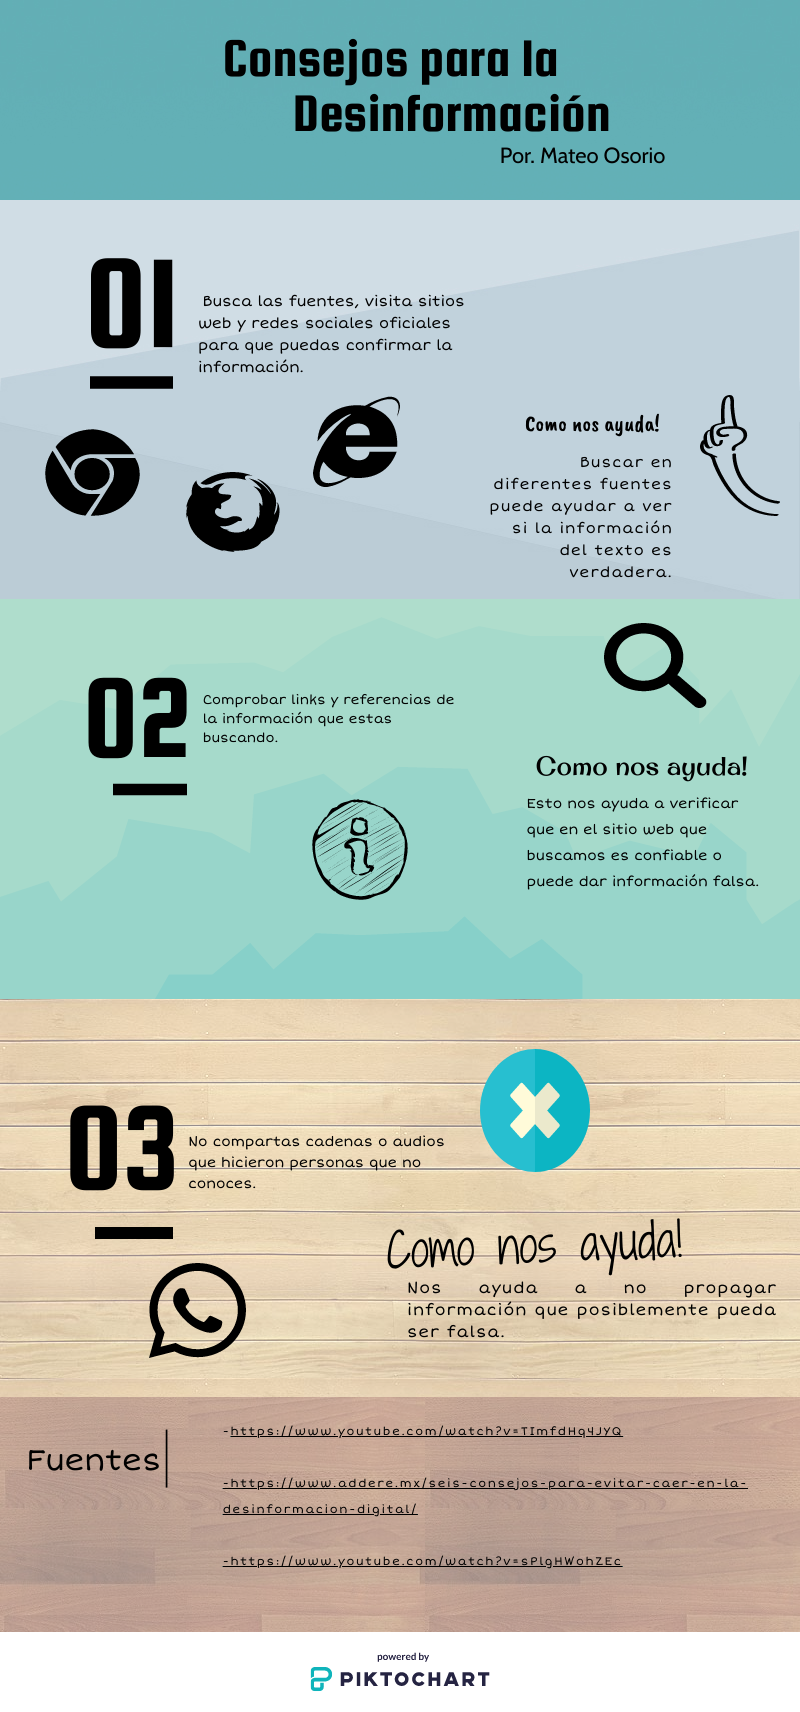 Consejos para la
Desinformación
Por. Mateo Osorio
01
Busca las fuentes, visita sitios
web y redes sociales oficiales
para que puedas confirmar la
información.
Como nos ayuda!
Buscar en
diferentes fuentes
puede ayudar a ver
si la información
del texto es
verdadera.
02
Comprobar links y referencias de
la información que estas
buscando.
Como nos ayuda!
Esto nos ayuda a verificar
que en el sitio web que
buscamos es confiable o
puede dar información falsa.
03
No compartas cadenas o audios
que hicieron personas que no
conoces.
Como nos ayuda!
Nos ayuda a no propagar
información que posiblemente pueda
ser falsa.
Fuentes
-https://www.youtube.com/watch?v=TImfdHq4JYQ
-https://www.addere.mx/seis-consejos-para-evitar-caer-en-la-
desinformacion-digital/
-https://www.youtube.com/watch?v=sPlgHWohZEc
powered by
PIKTOCHART